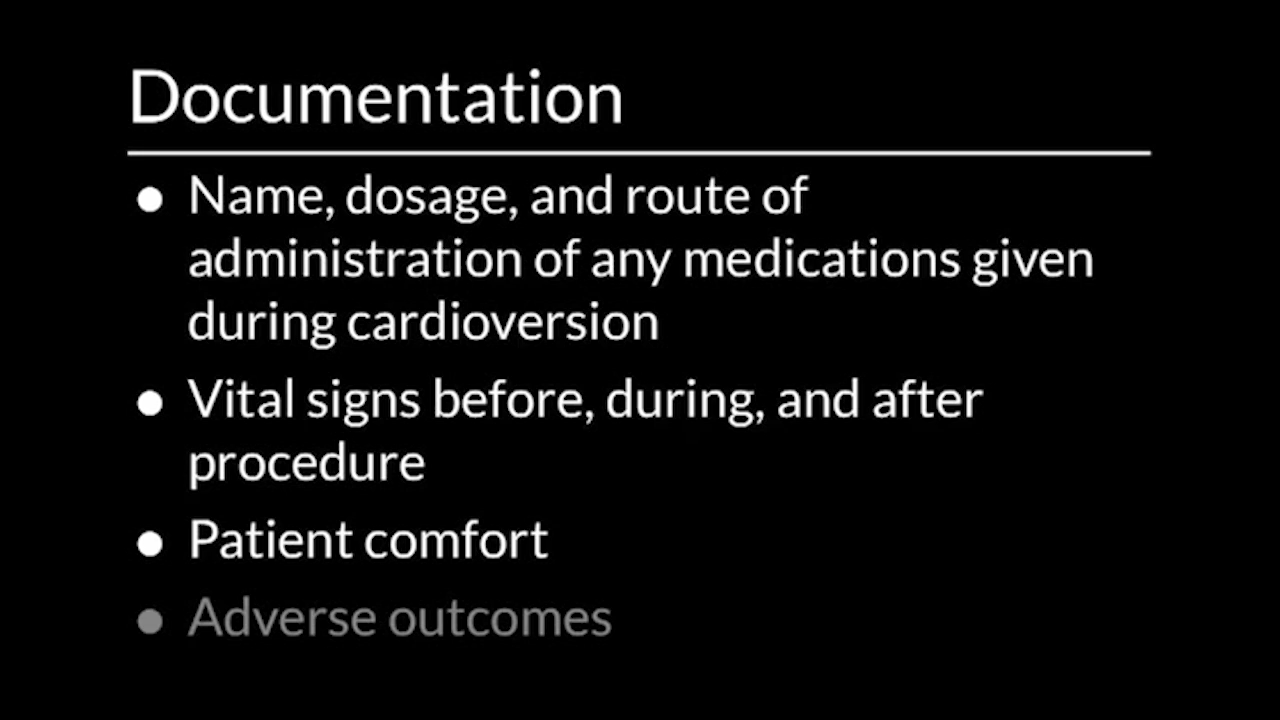 Documentation
● Name, dosage, and route of
administration of any medications given
during cardioversion
● Vital signs before, during, and after
procedure
● Patient comfort
● Adverse outcomes